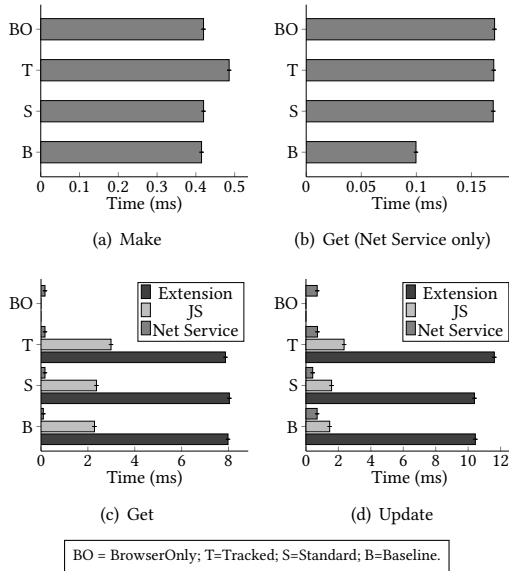 BO
T
S
B
0 0.1 0.2 0.3 0.4 0.5
Time (ms)
(a) Make
BO
T
S
B
0 0.05 0.1 0.15
Time (ms)
(b) Get (Net Service only)
Extension
JS
Net Service
BO
T
S
B
0 2 4 6 8
Time (ms)
(c) Get
Extension
JS
Net Service
BO
T
S
B
0 2 4 6 8 10 12
Time (ms)
(d) Update
BO = BrowserOnly; T=Tracked; S=Standard; B=Baseline.